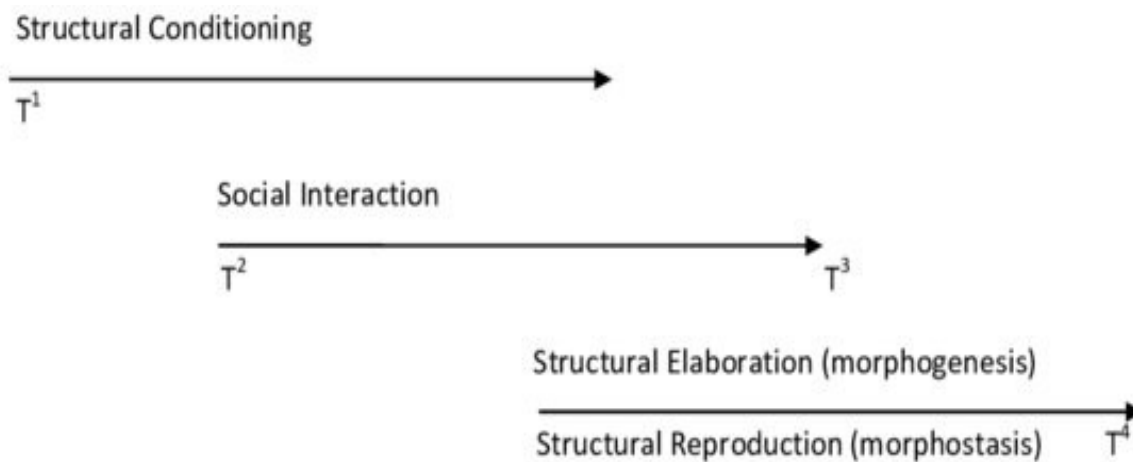 Structural Conditioning
T¹
Social Interaction
T² T³
Structural Elaboration (morphogenesis)
Structural Reproduction (morphostasis) T⁴